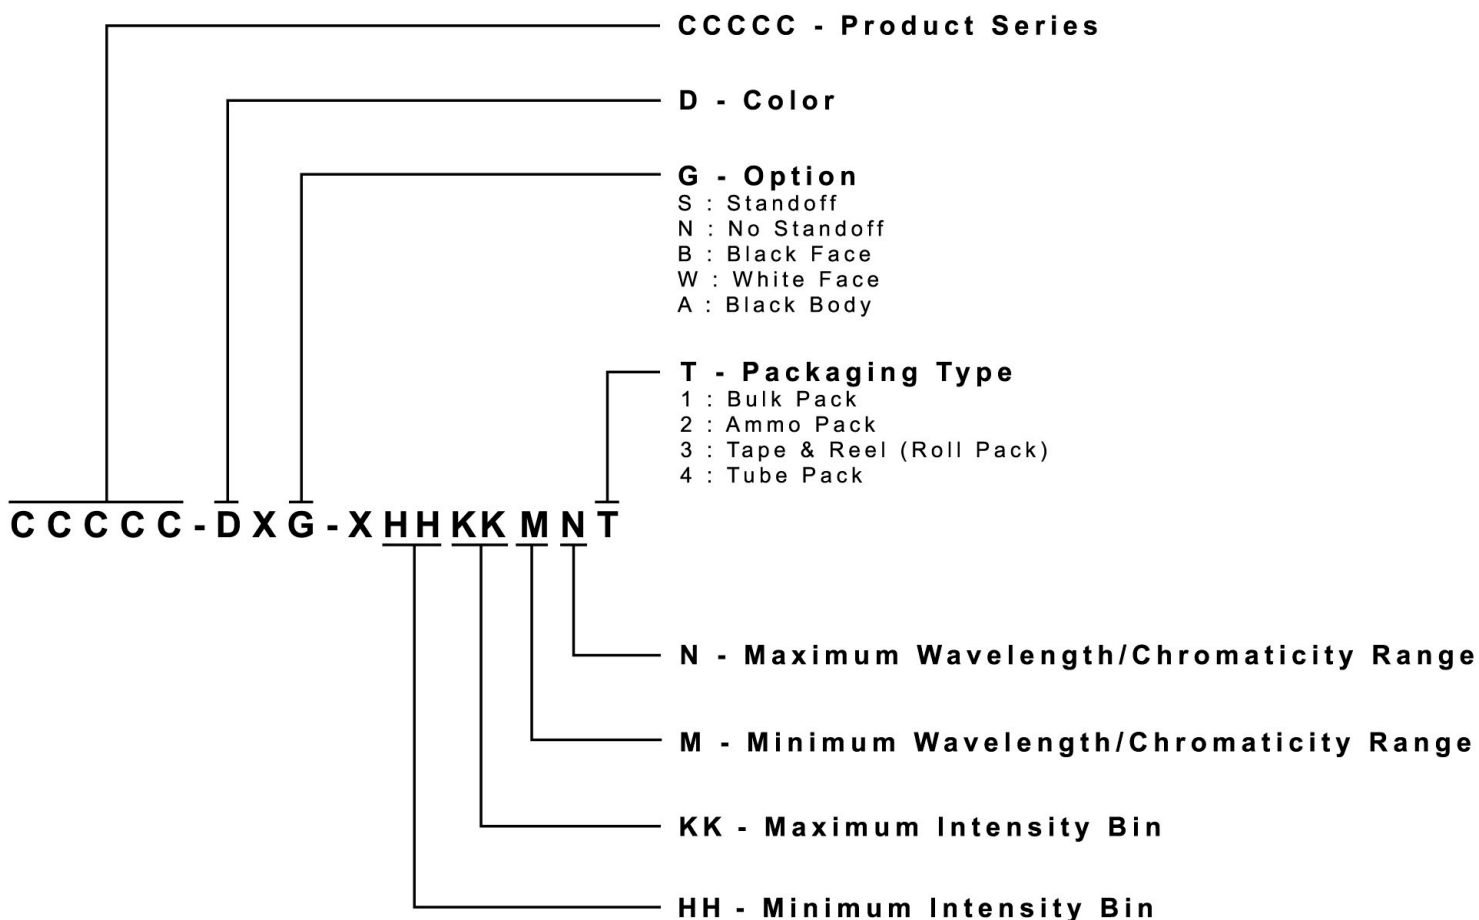 CCCCC - Product Series
D - Color
G - Option
S : Standoff
N : No Standoff
B : Black Face
W : White Face
A : Black Body
T - Packaging Type
1 : Bulk Pack
2 : Ammo Pack
3 : Tape & Reel (Roll Pack)
4 : Tube Pack
CCCCC-DXG-XHHKKMNT
N - Maximum Wavelength/Chromaticity Range
M - Minimum Wavelength/Chromaticity Range
KK - Maximum Intensity Bin
HH - Minimum Intensity Bin